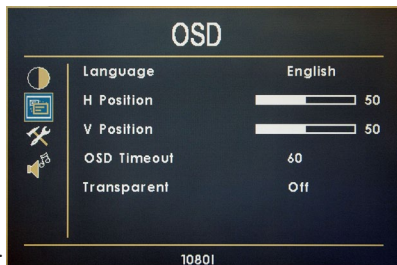 OSD
Language English
H Position 50
V Position 50
OSD Timeout 60
Transparent Off
1080I